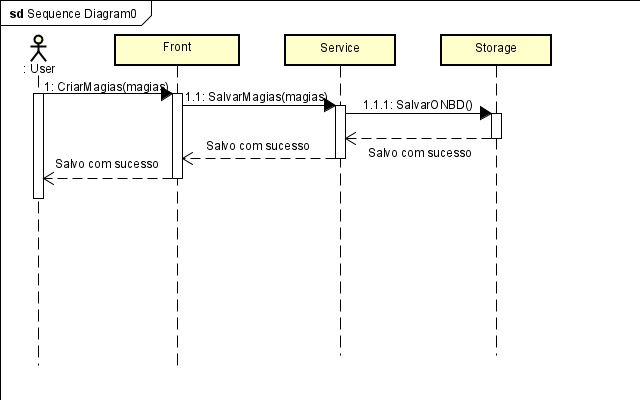 sd Sequence Diagram0
Front
Service
Storage
: User
1: CriarMagias(magias)
1.1: SalvarMagias(magias)
1.1.1: SalvarONBD()
Salvo com sucesso
Salvo com sucesso
Salvo com sucesso